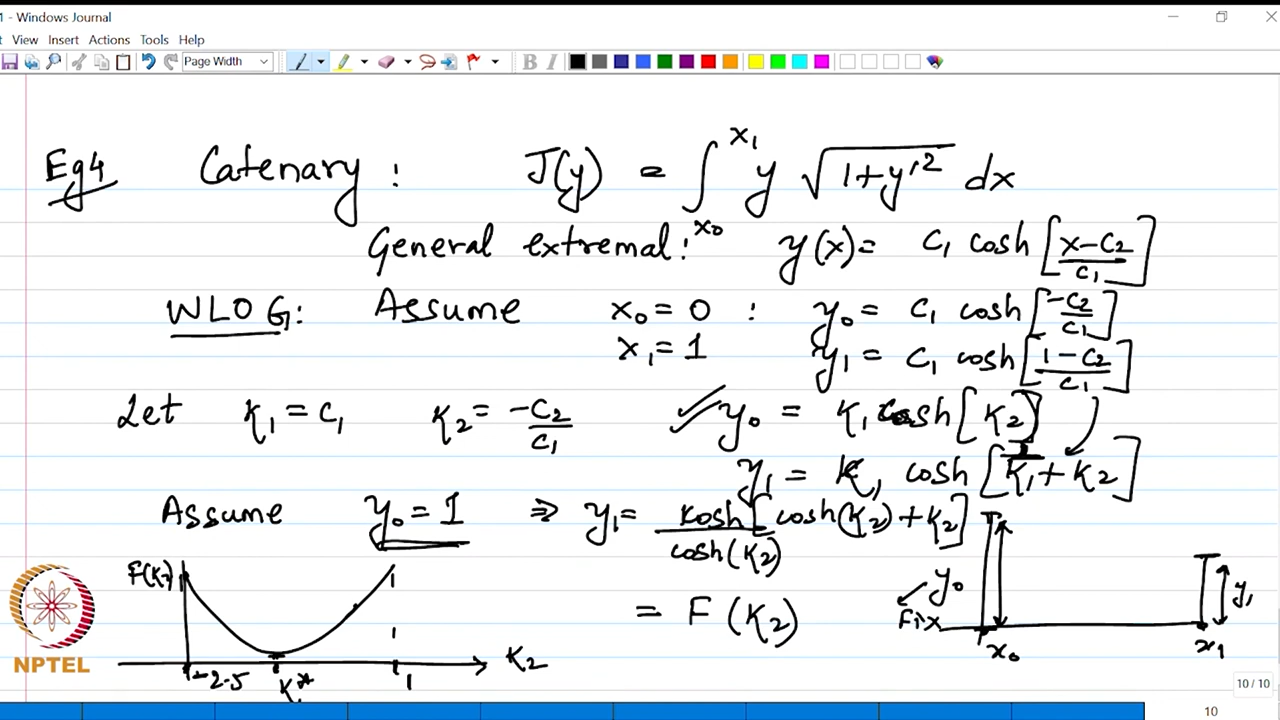 1 - Windows Journal
View Insert Actions Tools Help
Page Width
B I
Eg4 Catenary : J(y) = ∫_{x₀}^{x₁} y √(1+y'²) dx
General extremal: y(x) = c₁ cosh [(x-c₂)/c₁]
WLOG: Assume x₀ = 0 : y₀ = c₁ cosh [-c₂/c₁]
x₁ = 1 y₁ = c₁ cosh [(1-c₂)/c₁]
Let K₁ = c₁ K₂ = -c₂/c₁ ✓ y₀ = K₁ cosh [K₂]
y₁ = K₁ cosh [1/K₁ + K₂]
Assume y₀ = 1 ⇒ y₁ = cosh [cosh(K₂) + K₂] / cosh(K₂)
= F(K₂)
F(K₂)
-2.5 K* 1 K₂
y₀ Fix x₀ x₁ y₁
NPTEL
10 / 10
10